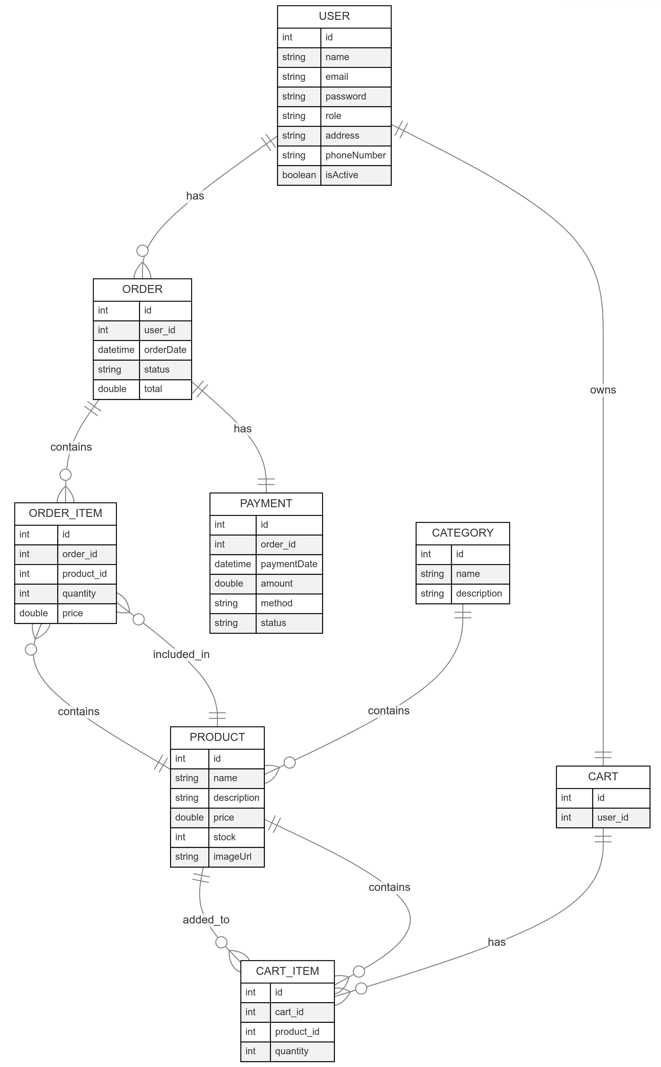 USER
int id
string name
string email
string password
string role
string address
string phoneNumber
boolean isActive
has
ORDER
int id
int user_id
datetime orderDate
string status
double total
owns
contains
has
ORDER_ITEM
int id
int order_id
int product_id
int quantity
double price
PAYMENT
int id
int order_id
datetime paymentDate
double amount
string method
string status
CATEGORY
int id
string name
string description
included_in
contains
contains
PRODUCT
int id
string name
string description
double price
int stock
string imageUrl
CART
int id
int user_id
contains
added_to
has
CART_ITEM
int id
int cart_id
int product_id
int quantity